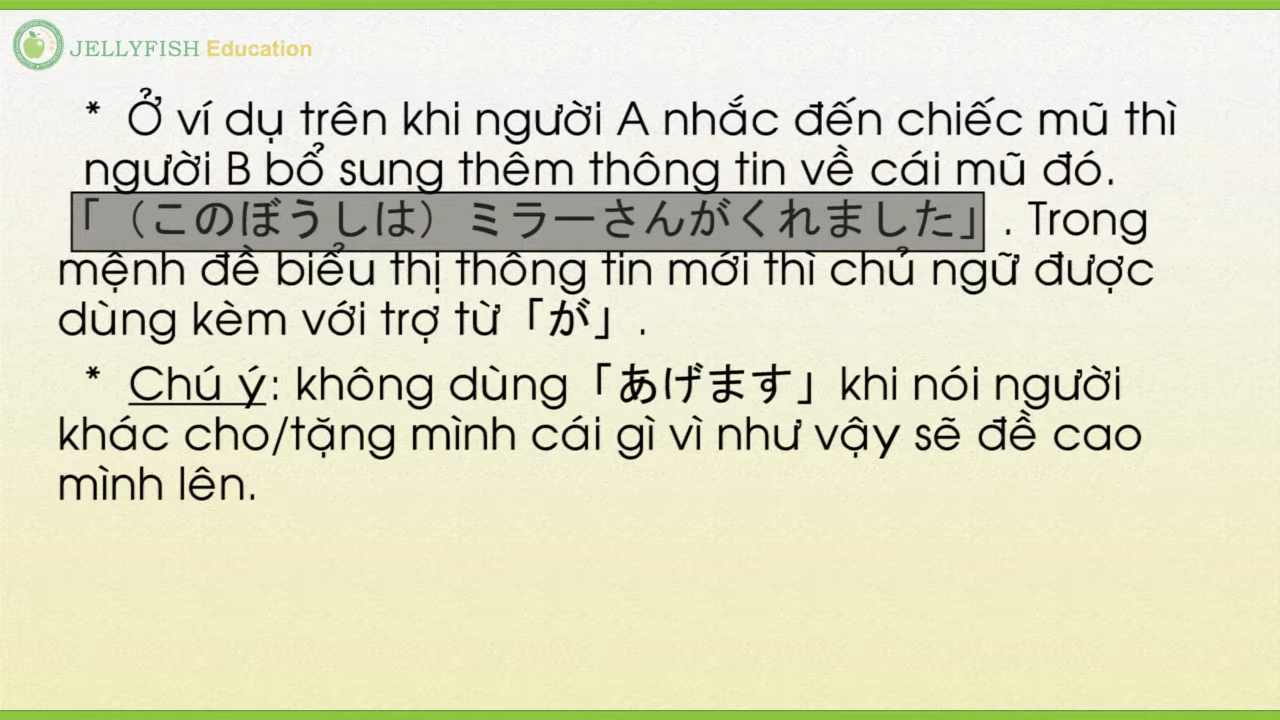 JELLYFISH Education
* Ở ví dụ trên khi người A nhắc đến chiếc mũ thì
người B bổ sung thêm thông tin về cái mũ đó.
「（このぼうしは）ミラーさんがくれました」. Trong
mệnh đề biểu thị thông tin mới thì chủ ngữ được
dùng kèm với trợ từ「が」.
* Chú ý: không dùng「あげます」khi nói người
khác cho/tặng mình cái gì vì như vậy sẽ đề cao
mình lên.